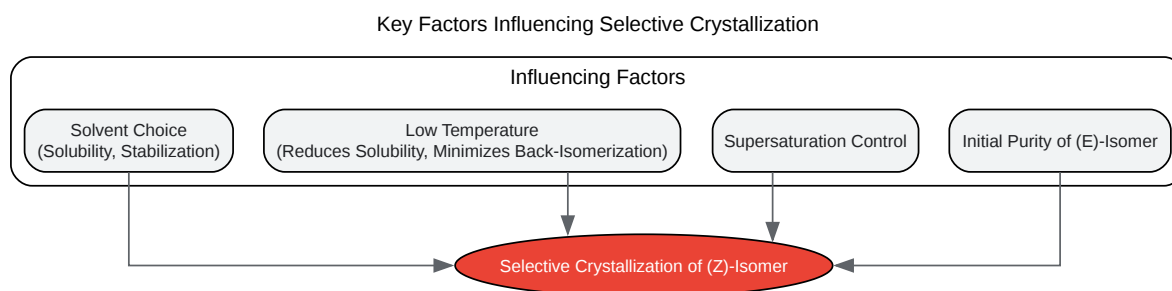 Key Factors Influencing Selective Crystallization
Influencing Factors
Solvent Choice
(Solubility, Stabilization)
Low Temperature
(Reduces Solubility, Minimizes Back-Isomerization)
Supersaturation Control
Initial Purity of (E)-Isomer
Selective Crystallization of (Z)-Isomer